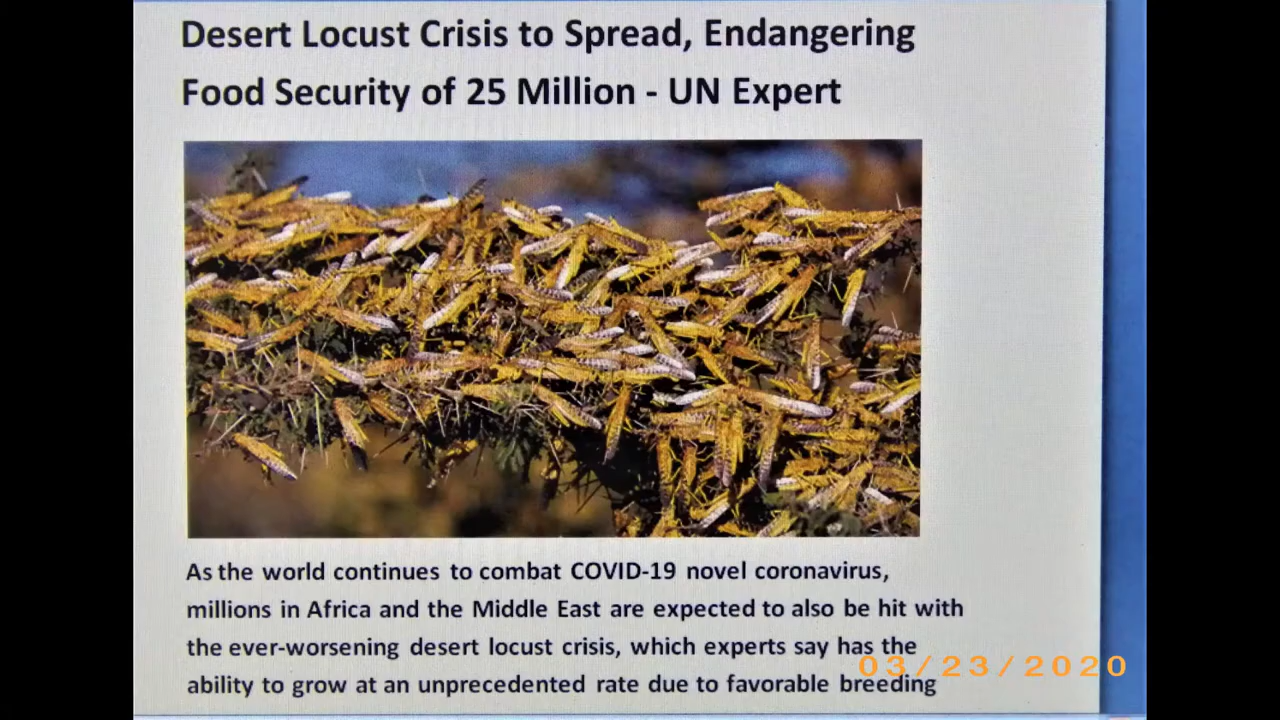 Desert Locust Crisis to Spread, Endangering
Food Security of 25 Million - UN Expert
As the world continues to combat COVID-19 novel coronavirus,
millions in Africa and the Middle East are expected to also be hit with
the ever-worsening desert locust crisis, which experts say has the
ability to grow at an unprecedented rate due to favorable breeding
03/23/2020